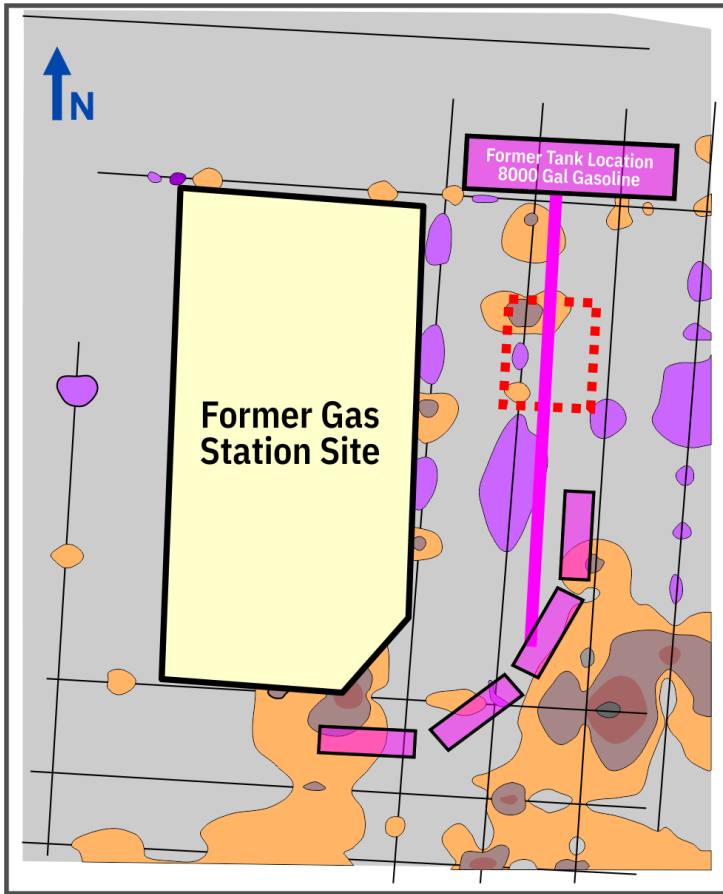 N
Former Tank Location
8000 Gal Gasoline
Former Gas
Station Site